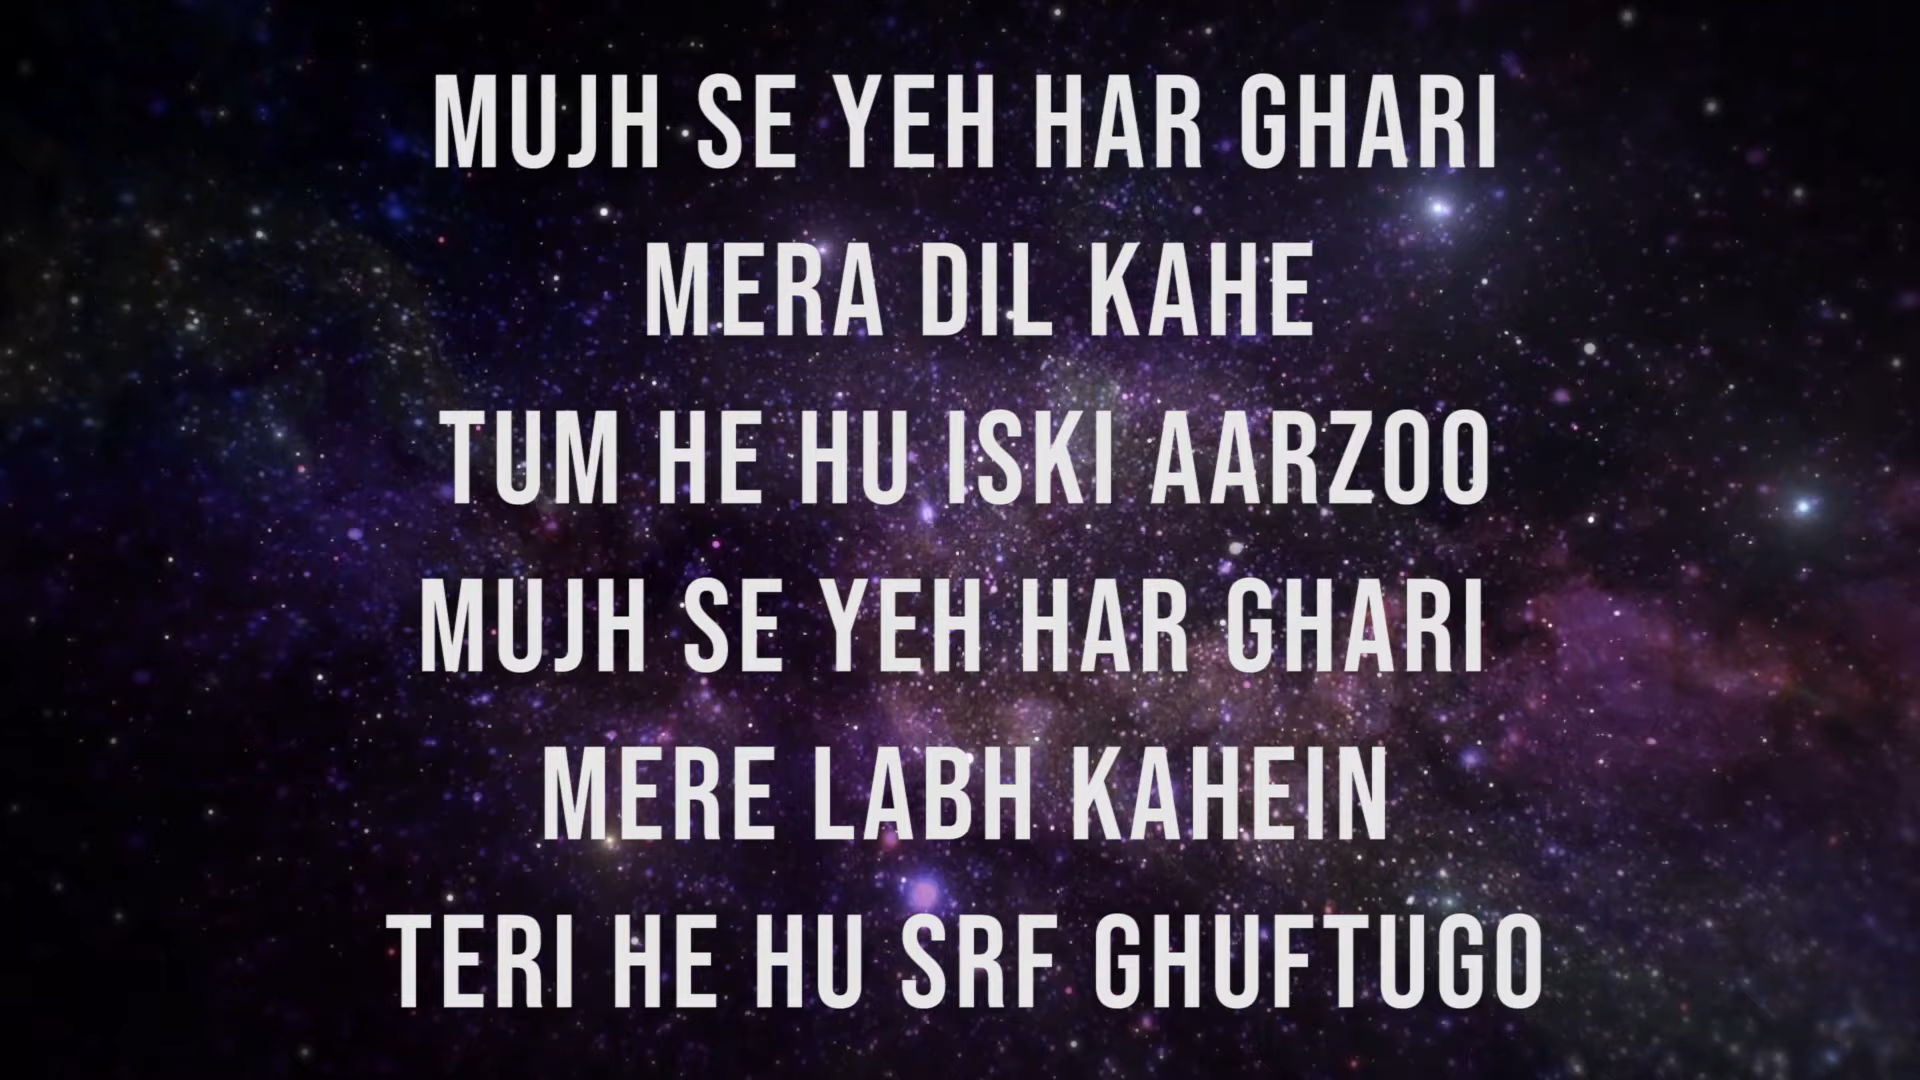 MUJH SE YEH HAR GHARI
MERA DIL KAHE
TUM HE HU ISKI AARZOO
MUJH SE YEH HAR GHARI
MERE LABH KAHEIN
TERI HE HU SRF GHUFTUGO